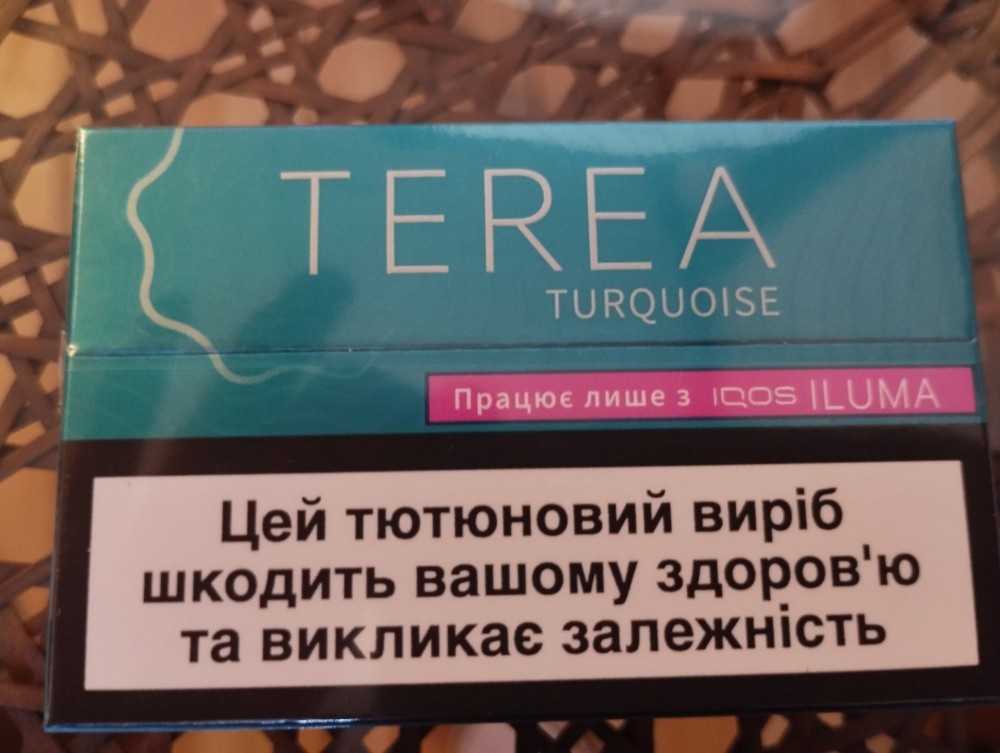 TEREA
TURQUOISE
Працює лише з IQOS ILUMA
Цей тютюновий виріб
шкодить вашому здоров'ю
та викликає залежність